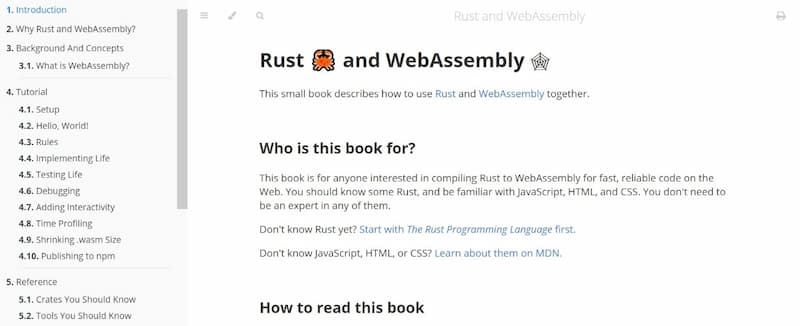 1. Introduction
2. Why Rust and WebAssembly?
3. Background And Concepts
3.1. What is WebAssembly?
4. Tutorial
4.1. Setup
4.2. Hello, World!
4.3. Rules
4.4. Implementing Life
4.5. Testing Life
4.6. Debugging
4.7. Adding Interactivity
4.8. Time Profiling
4.9. Shrinking .wasm Size
4.10. Publishing to npm
5. Reference
5.1. Crates You Should Know
5.2. Tools You Should Know
Rust and WebAssembly
Rust 🦀 and WebAssembly 🕸
This small book describes how to use Rust and WebAssembly together.
Who is this book for?
This book is for anyone interested in compiling Rust to WebAssembly for fast, reliable code on the
Web. You should know some Rust, and be familiar with JavaScript, HTML, and CSS. You don't need to
be an expert in any of them.
Don't know Rust yet? Start with The Rust Programming Language first.
Don't know JavaScript, HTML, or CSS? Learn about them on MDN.
How to read this book